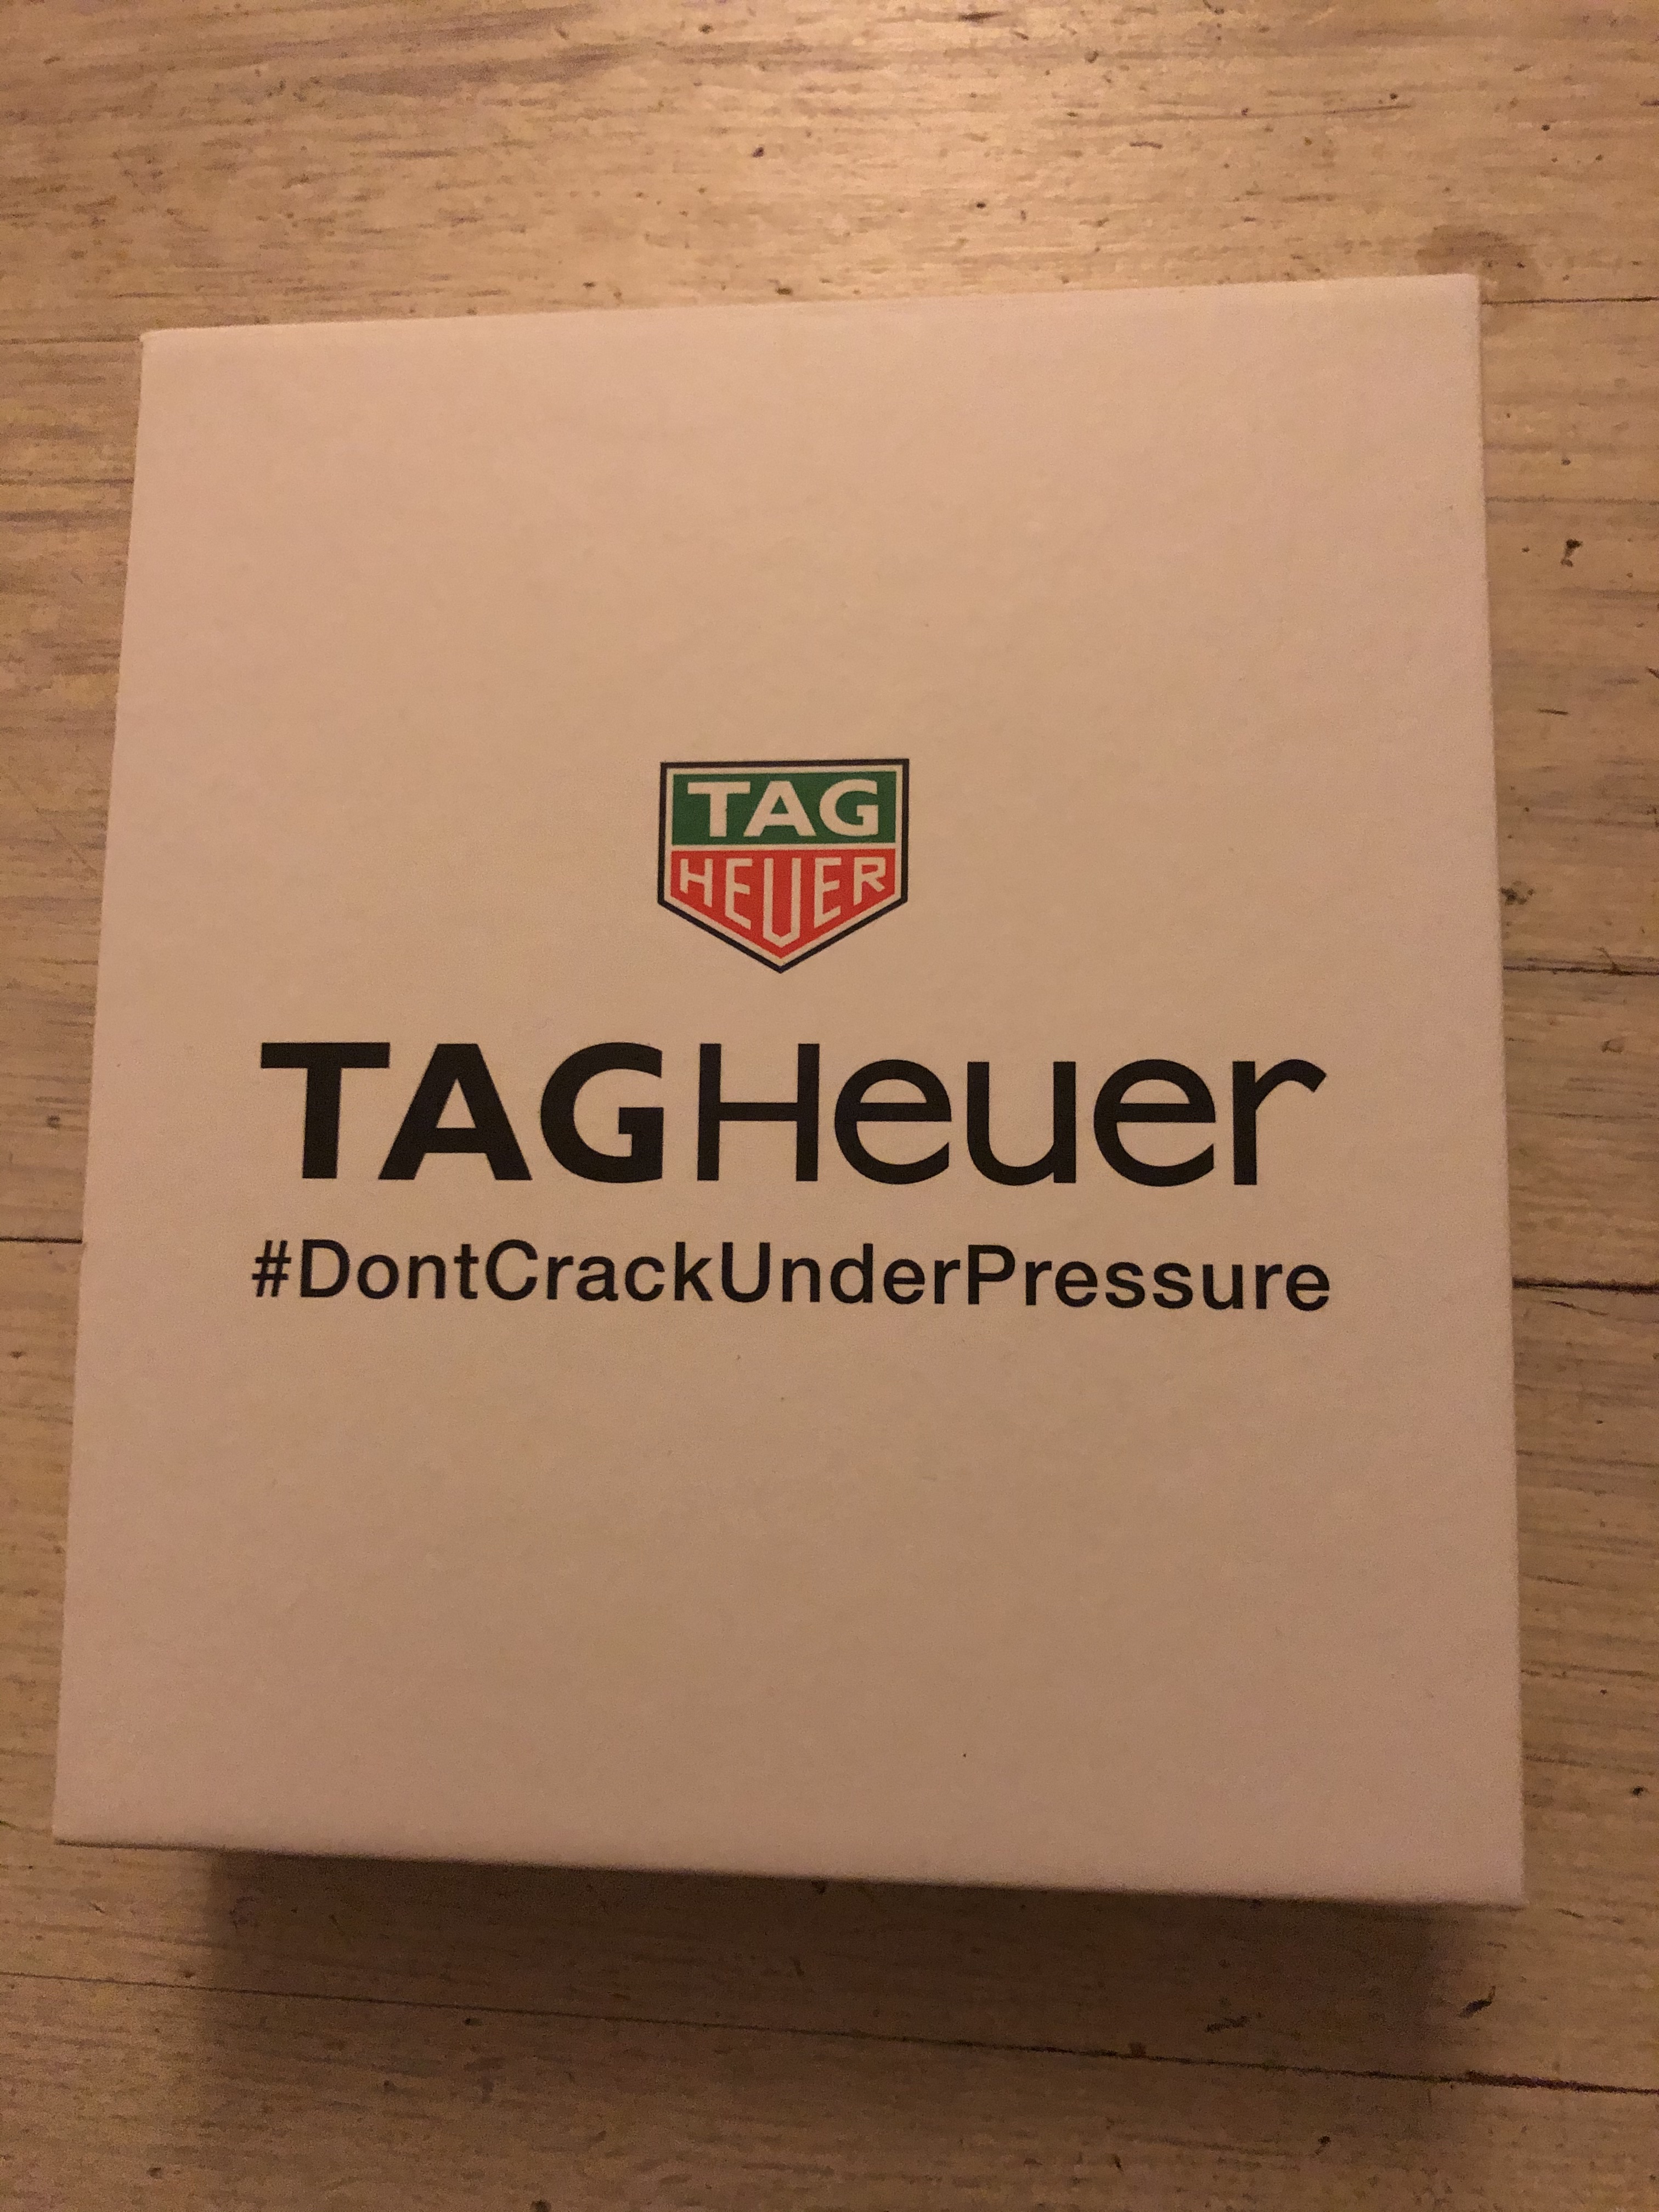 TAG
HEUER
TAGHeuer
#DontCrackUnderPressure